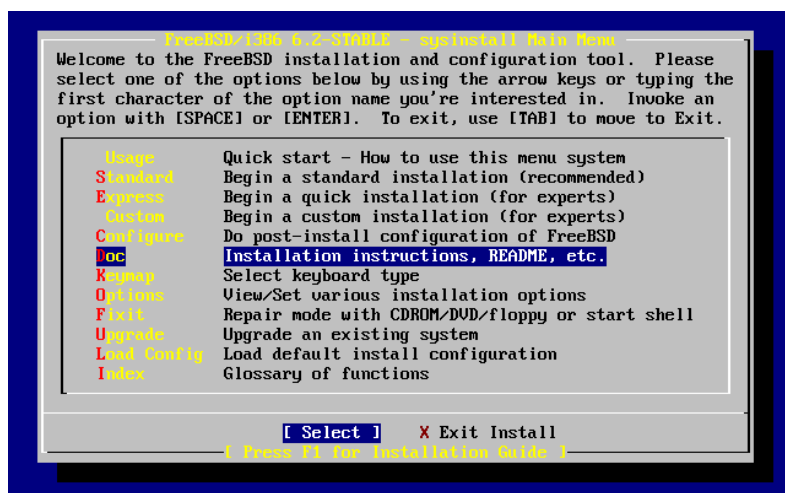 FreeBSD/i386 6.2-STABLE - sysinstall Main Menu
Welcome to the FreeBSD installation and configuration tool.  Please
select one of the options below by using the arrow keys or typing the
first character of the option name you're interested in.  Invoke an
option with [SPACE] or [ENTER].  To exit, use [TAB] to move to Exit.
Usage Quick start - How to use this menu system
Standard Begin a standard installation (recommended)
Express Begin a quick installation (for experts)
Custom Begin a custom installation (for experts)
Configure Do post-install configuration of FreeBSD
Doc Installation instructions, README, etc.
Keymap Select keyboard type
Options View/Set various installation options
Fixit Repair mode with CDROM/DVD/floppy or start shell
Upgrade Upgrade an existing system
Load Config Load default install configuration
Index Glossary of functions
[ Select ] X Exit Install
[ Press F1 for Installation Guide ]